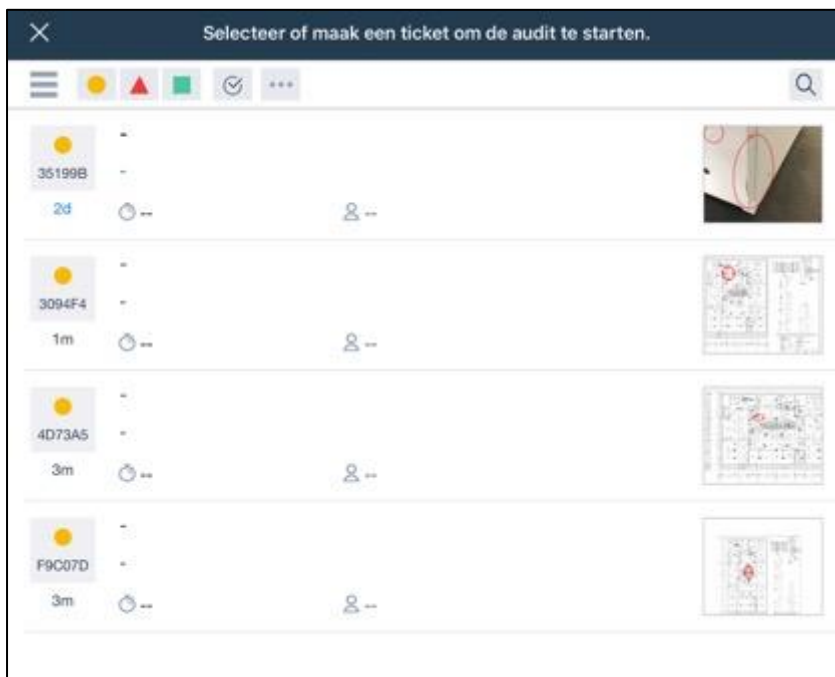 Selecteer of maak een ticket om de audit te starten.
-
35199B
-
2d
--
--
-
3094F4
-
1m
--
--
-
4D73A5
-
3m
--
--
-
F9C07D
-
3m
--
--